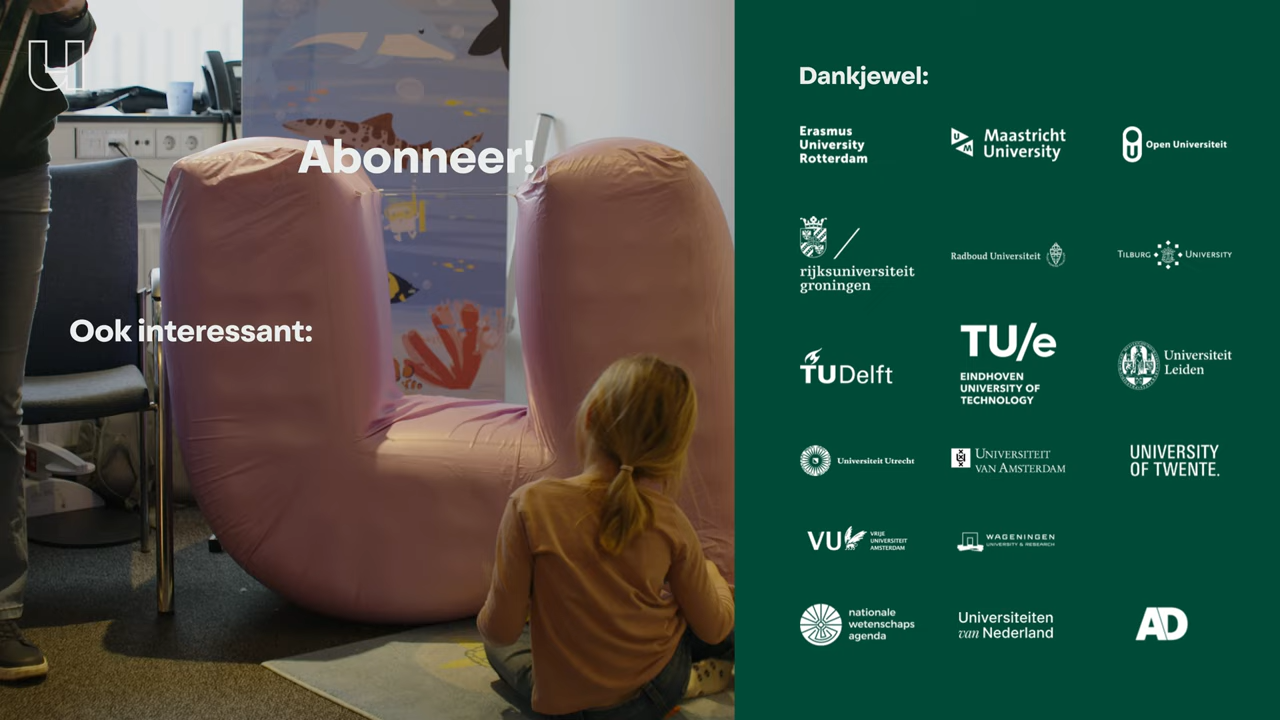 Abonneer!
Ook interessant:
Dankjewel:
Erasmus
University
Rotterdam
Maastricht
University
Open Universiteit
rijksuniversiteit
groningen
Radboud Universiteit
TILBURG UNIVERSITY
TU Delft
TU/e
EINDHOVEN
UNIVERSITY OF
TECHNOLOGY
Universiteit
Leiden
Universiteit Utrecht
UNIVERSITEIT
VAN AMSTERDAM
UNIVERSITY
OF TWENTE.
VU
VRIJE
UNIVERSITEIT
AMSTERDAM
WAGENINGEN
UNIVERSITY & RESEARCH
nationale
wetenschaps
agenda
Universiteiten
van Nederland
AD